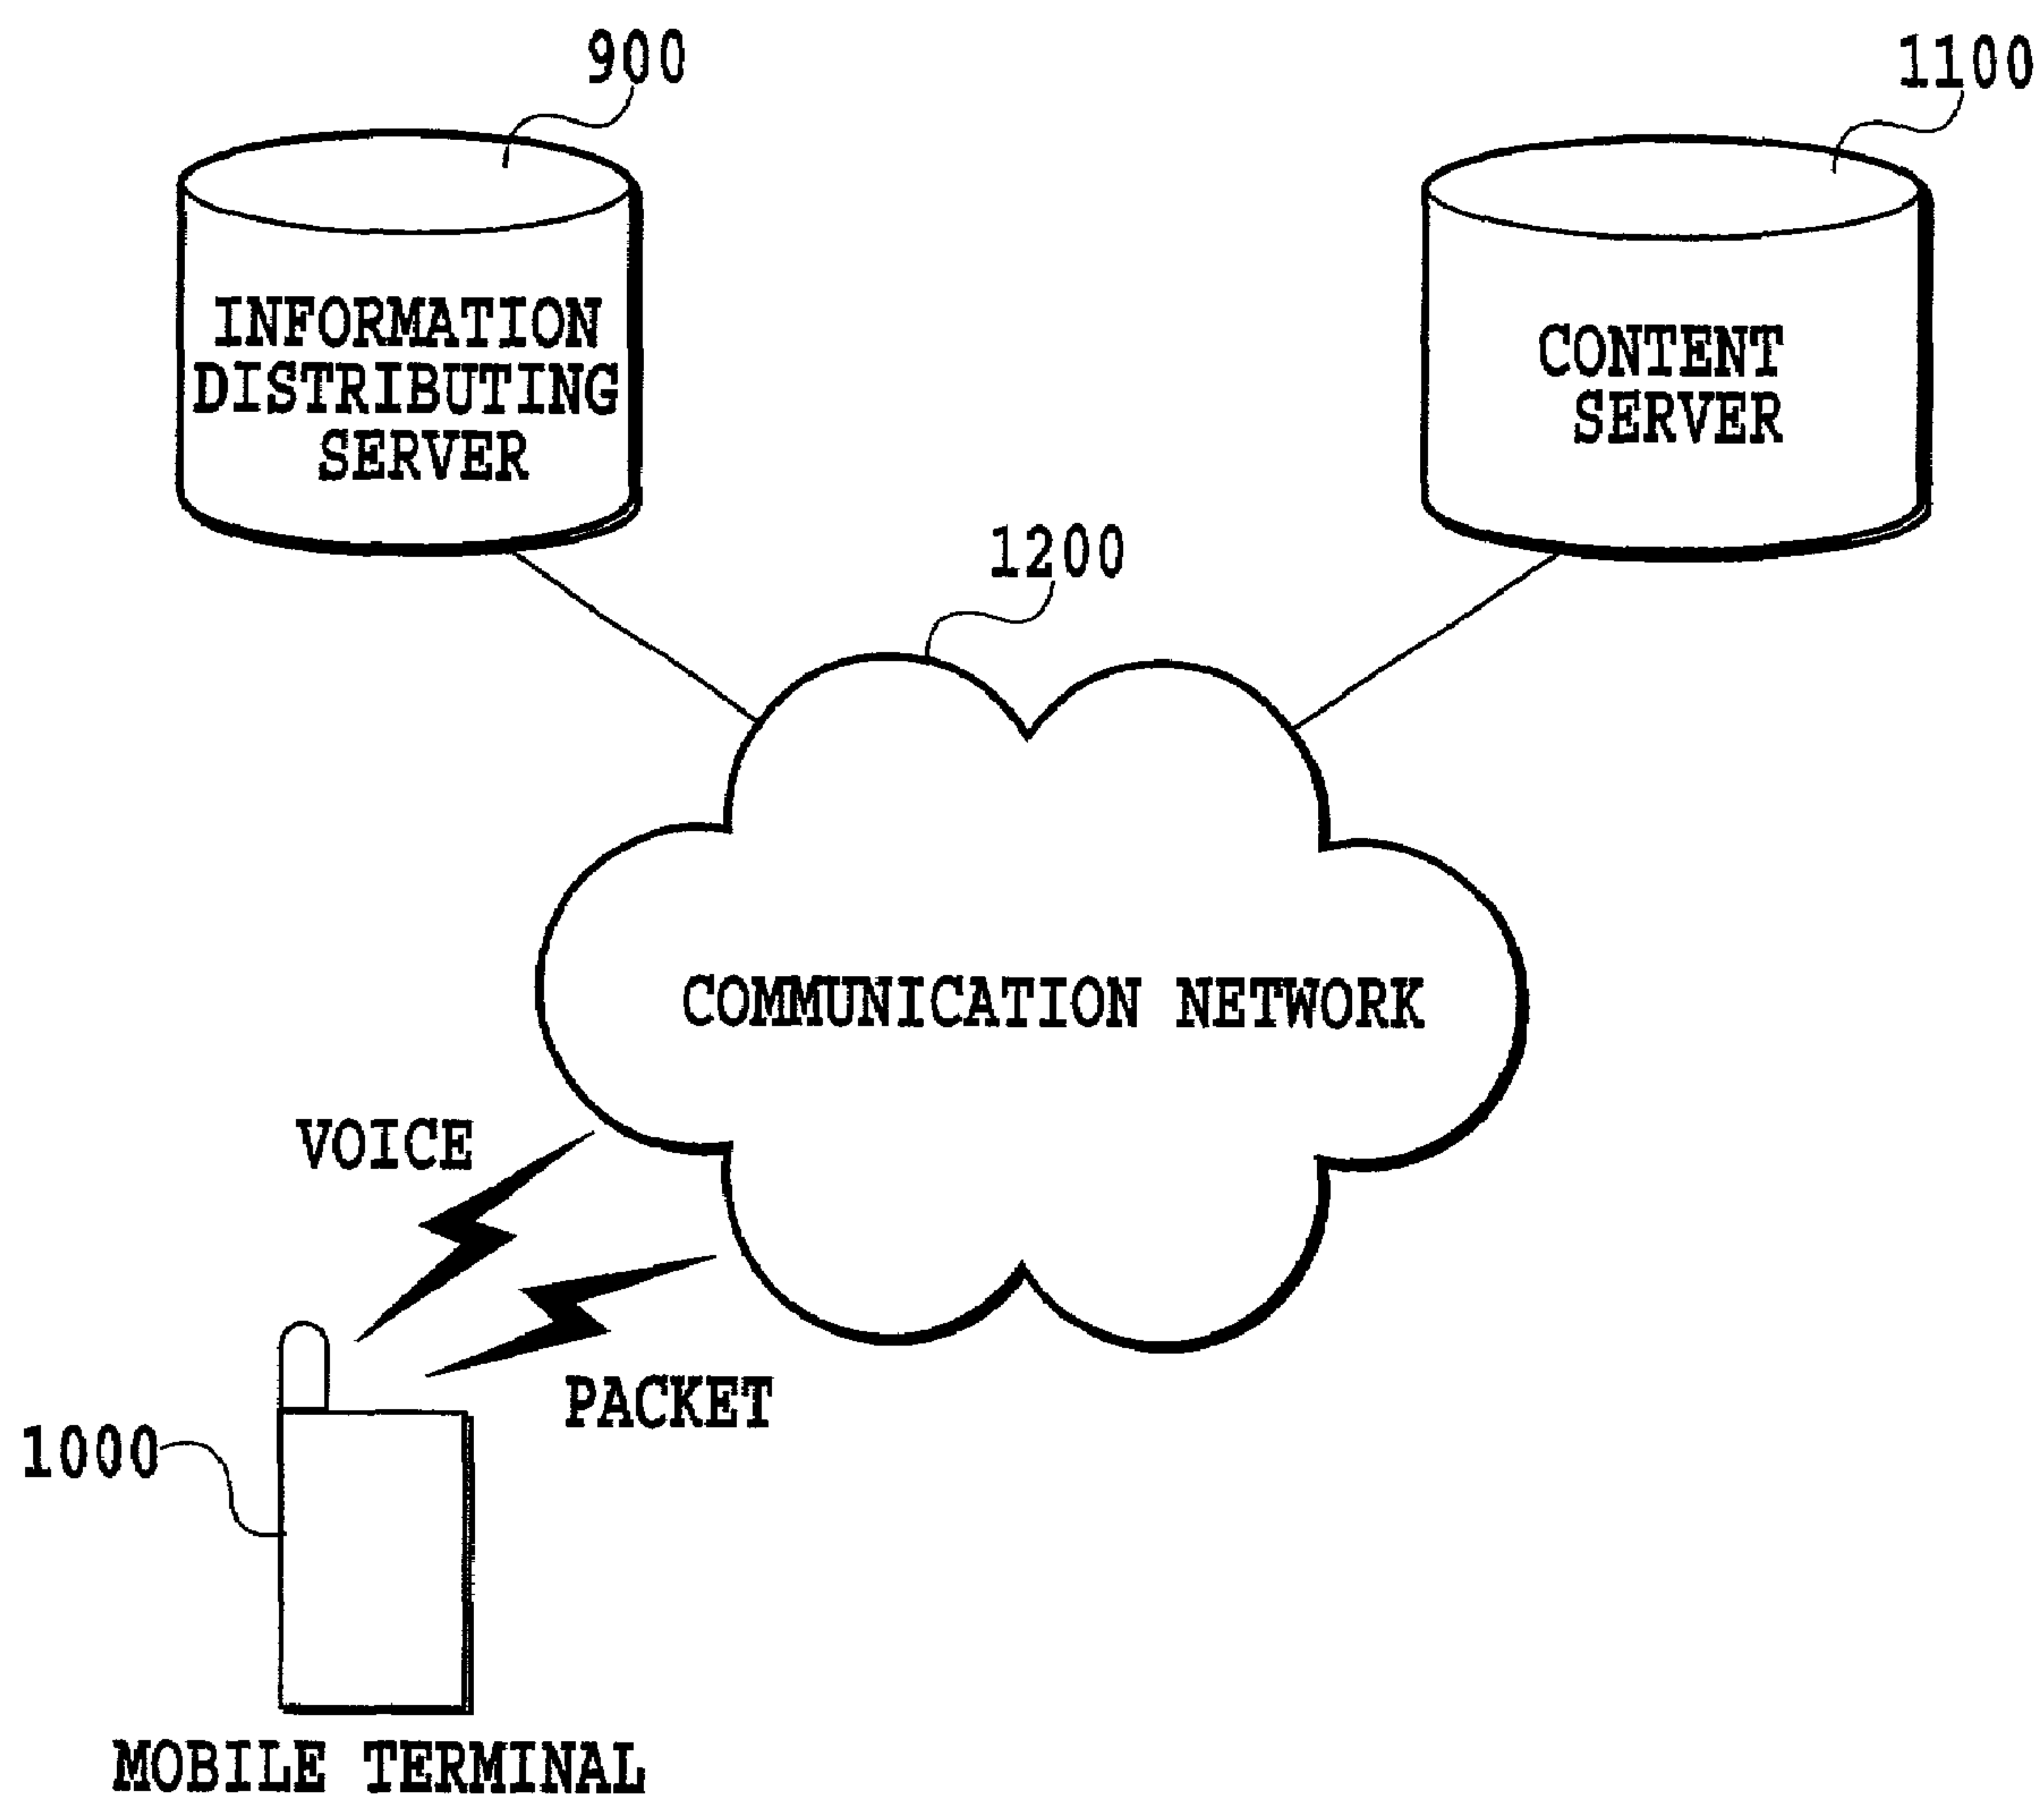 900
1100
INFORMATION
DISTRIBUTING
SERVER
CONTENT
SERVER
1200
COMMUNICATION NETWORK
VOICE
PACKET
1000
MOBILE TERMINAL